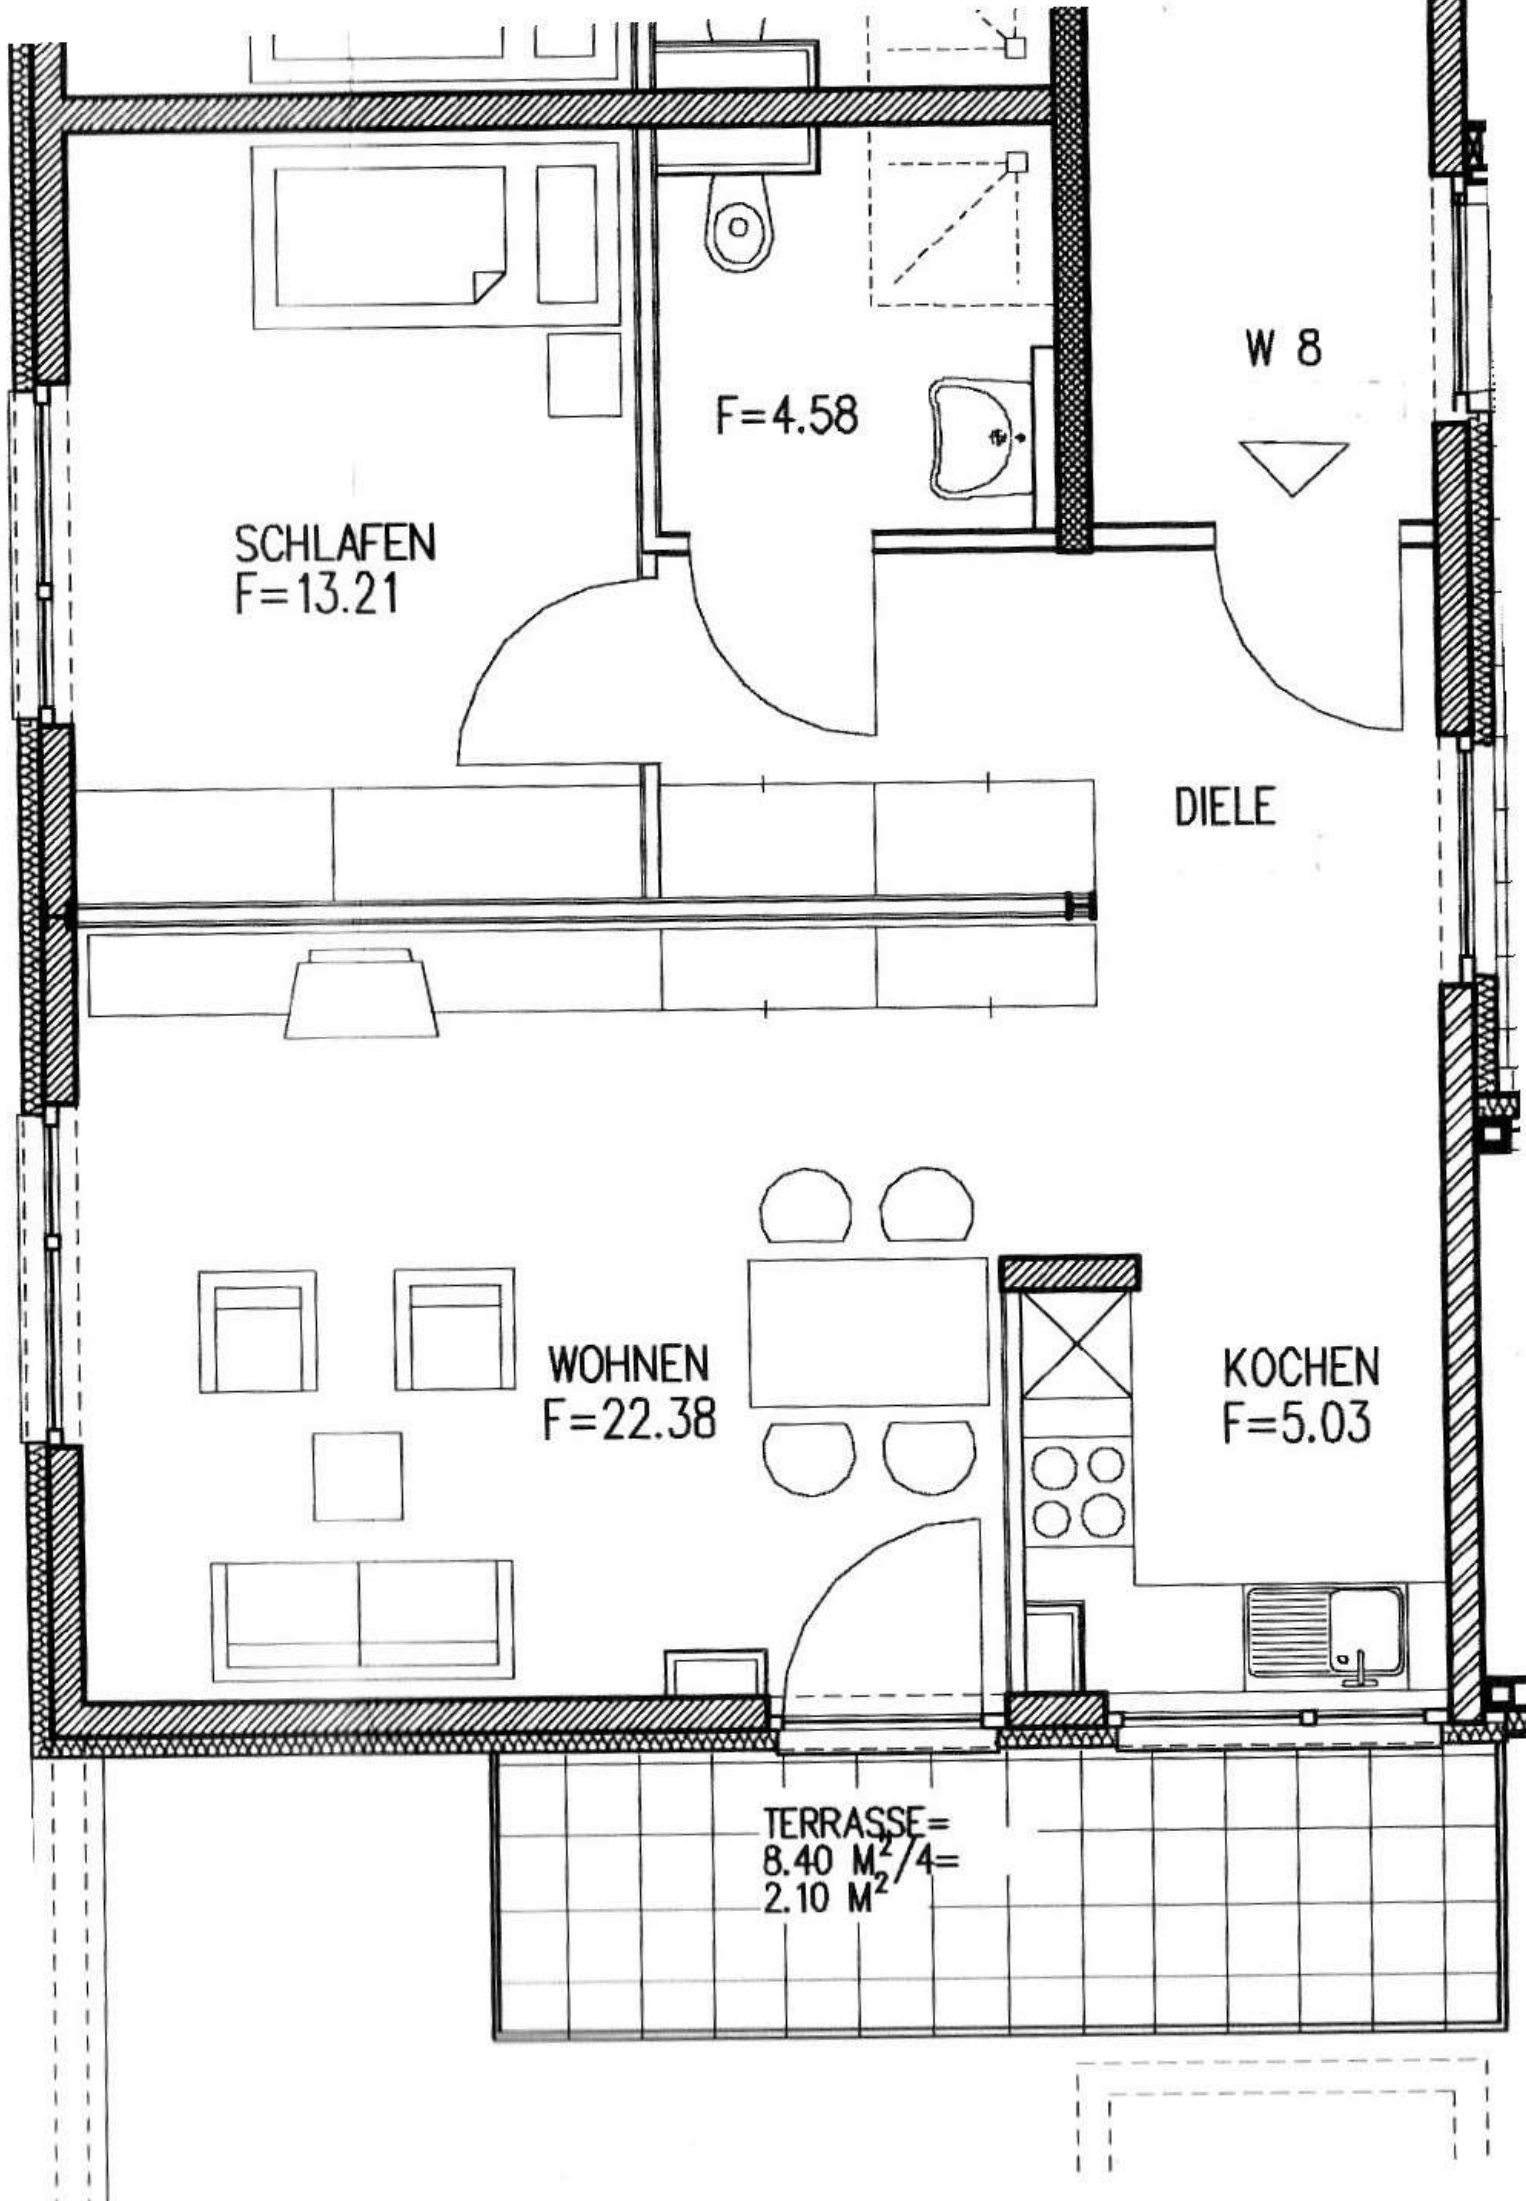 W 8
F=4.58
SCHLAFEN
F=13.21
DIELE
WOHNEN
F=22.38
KOCHEN
F=5.03
TERRASSE=
8.40 M²/4=
2.10 M²